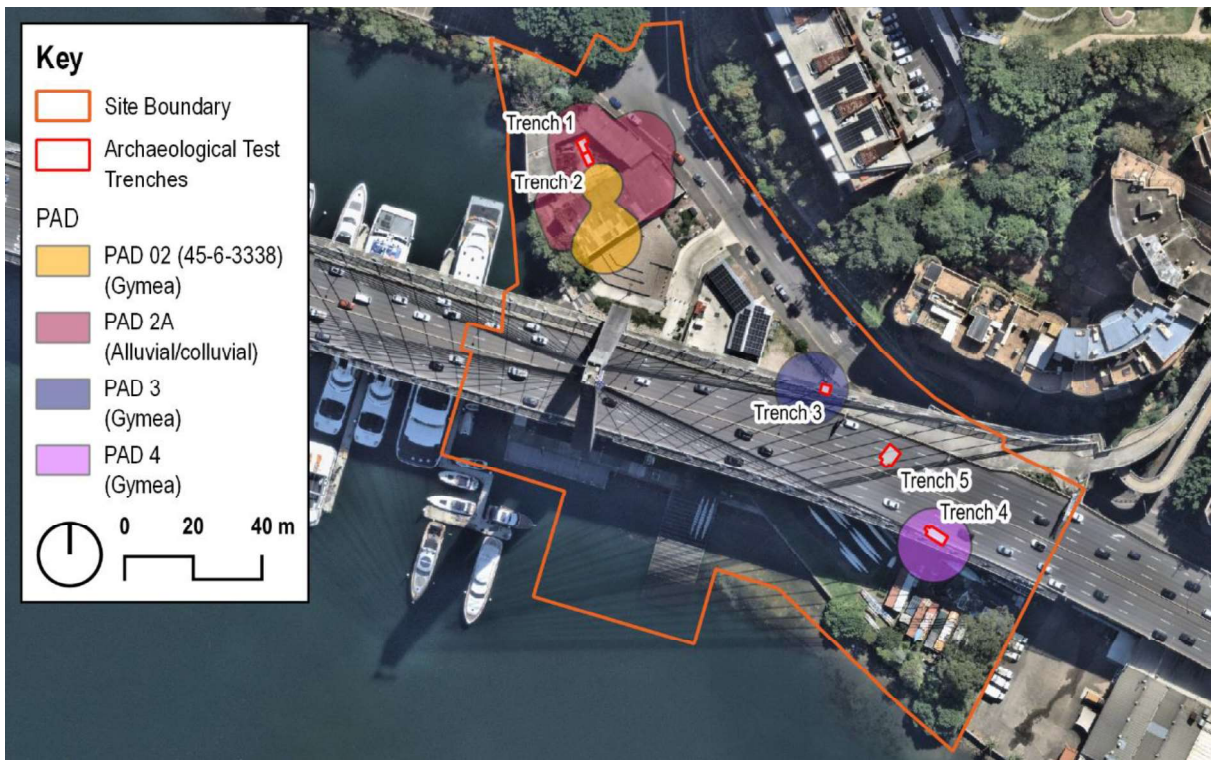 Key
Site Boundary
Archaeological Test
Trenches
PAD
PAD 02 (45-6-3338)
(Gymea)
PAD 2A
(Alluvial/colluvial)
PAD 3
(Gymea)
PAD 4
(Gymea)
0 20 40 m
Trench 1
Trench 2
Trench 3
Trench 5
Trench 4